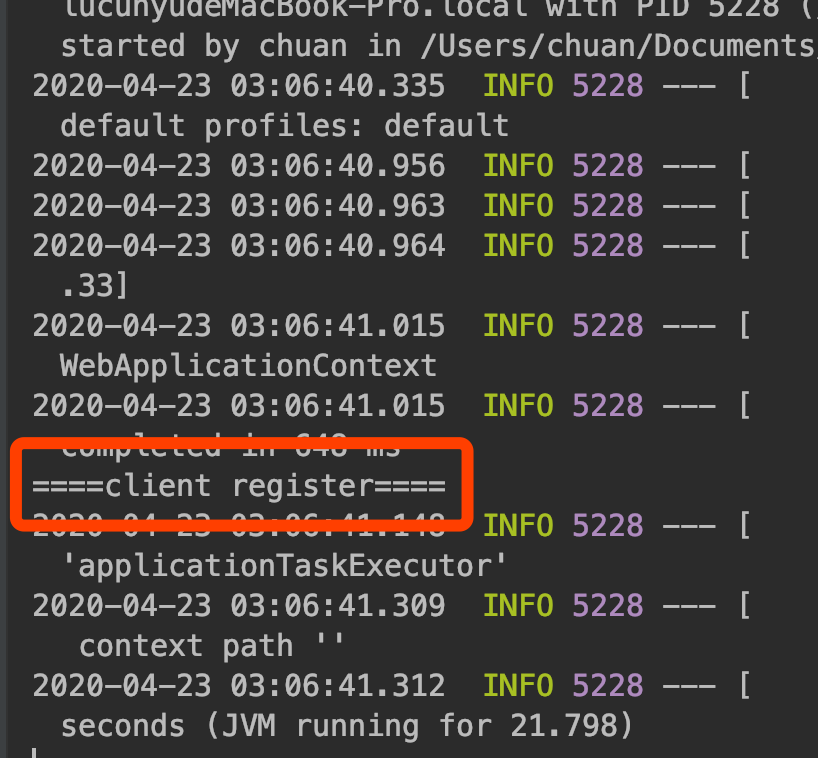 lucunyudeMacBook-Pro.local with PID 5228 (
started by chuan in /Users/chuan/Documents
2020-04-23 03:06:40.335  INFO 5228 --- [
default profiles: default
2020-04-23 03:06:40.956  INFO 5228 --- [
2020-04-23 03:06:40.963  INFO 5228 --- [
2020-04-23 03:06:40.964  INFO 5228 --- [
.33]
2020-04-23 03:06:41.015  INFO 5228 --- [
WebApplicationContext
2020-04-23 03:06:41.015  INFO 5228 --- [
completed in 648 ms
====client register====
2020-04-23 03:06:41.148  INFO 5228 --- [
'applicationTaskExecutor'
2020-04-23 03:06:41.309  INFO 5228 --- [
context path ''
2020-04-23 03:06:41.312  INFO 5228 --- [
seconds (JVM running for 21.798)